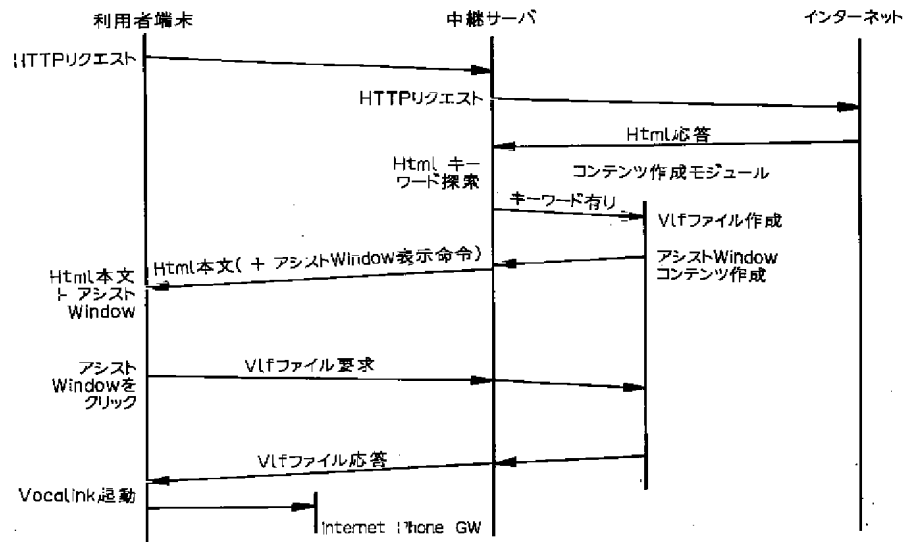 利用者端末
中継サーバ
インターネット
HTTPリクエスト
HTTPリクエスト
Html応答
Html キー
ワード探索
コンテンツ作成モジュール
キーワード有り
Vlfファイル作成
Html本文( + アシストWindow表示命令)
アシストWindow
コンテンツ作成
Html本文
+ アシスト
Window
アシスト
Windowを
クリック
Vlfファイル要求
Vlfファイル応答
Vocalink起動
Internet Phone GW